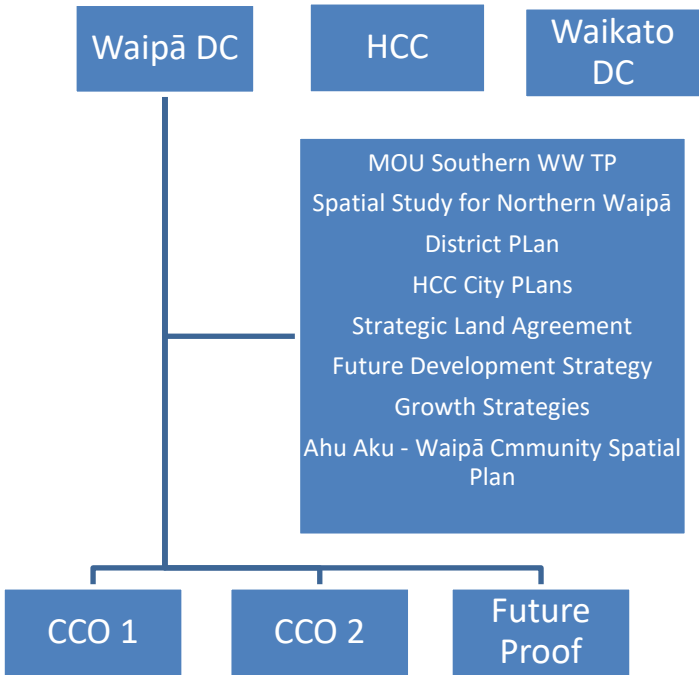 Waipā DC
HCC
Waikato
DC
MOU Southern WW TP
Spatial Study for Northern Waipā
District PLan
HCC City PLans
Strategic Land Agreement
Future Development Strategy
Growth Strategies
Ahu Aku - Waipā Cmmunity Spatial
Plan
CCO 1
CCO 2
Future
Proof